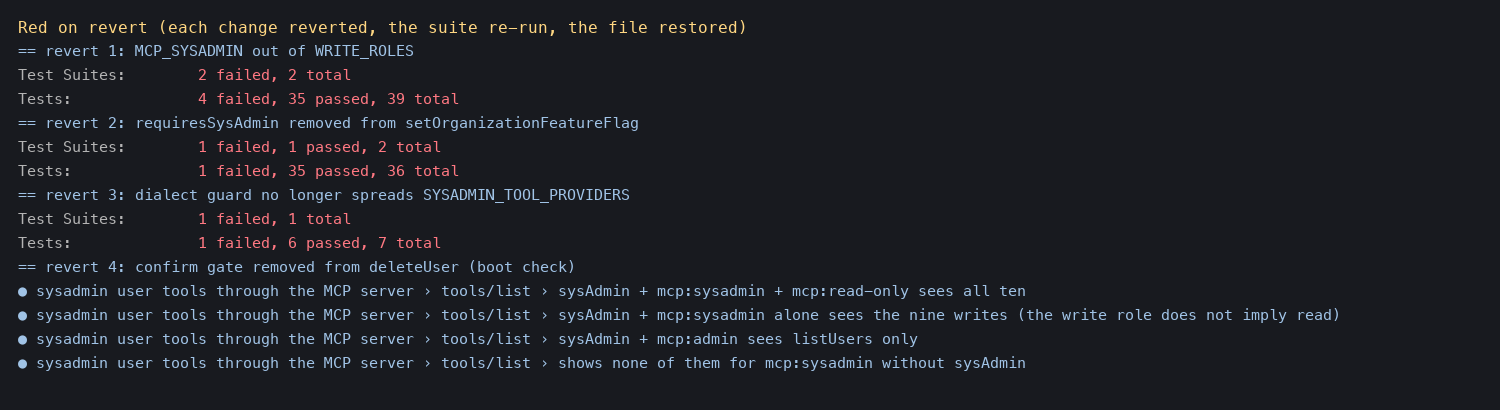 Red on revert (each change reverted, the suite re-run, the file restored)
== revert 1: MCP_SYSADMIN out of WRITE_ROLES
Test Suites:        2 failed, 2 total
Tests:              4 failed, 35 passed, 39 total
== revert 2: requiresSysAdmin removed from setOrganizationFeatureFlag
Test Suites:        1 failed, 1 passed, 2 total
Tests:              1 failed, 35 passed, 36 total
== revert 3: dialect guard no longer spreads SYSADMIN_TOOL_PROVIDERS
Test Suites:        1 failed, 1 total
Tests:              1 failed, 6 passed, 7 total
== revert 4: confirm gate removed from deleteUser (boot check)
● sysadmin user tools through the MCP server › tools/list › sysAdmin + mcp:sysadmin + mcp:read-only sees all ten
● sysadmin user tools through the MCP server › tools/list › sysAdmin + mcp:sysadmin alone sees the nine writes (the write role does not imply read)
● sysadmin user tools through the MCP server › tools/list › sysAdmin + mcp:admin sees listUsers only
● sysadmin user tools through the MCP server › tools/list › shows none of them for mcp:sysadmin without sysAdmin